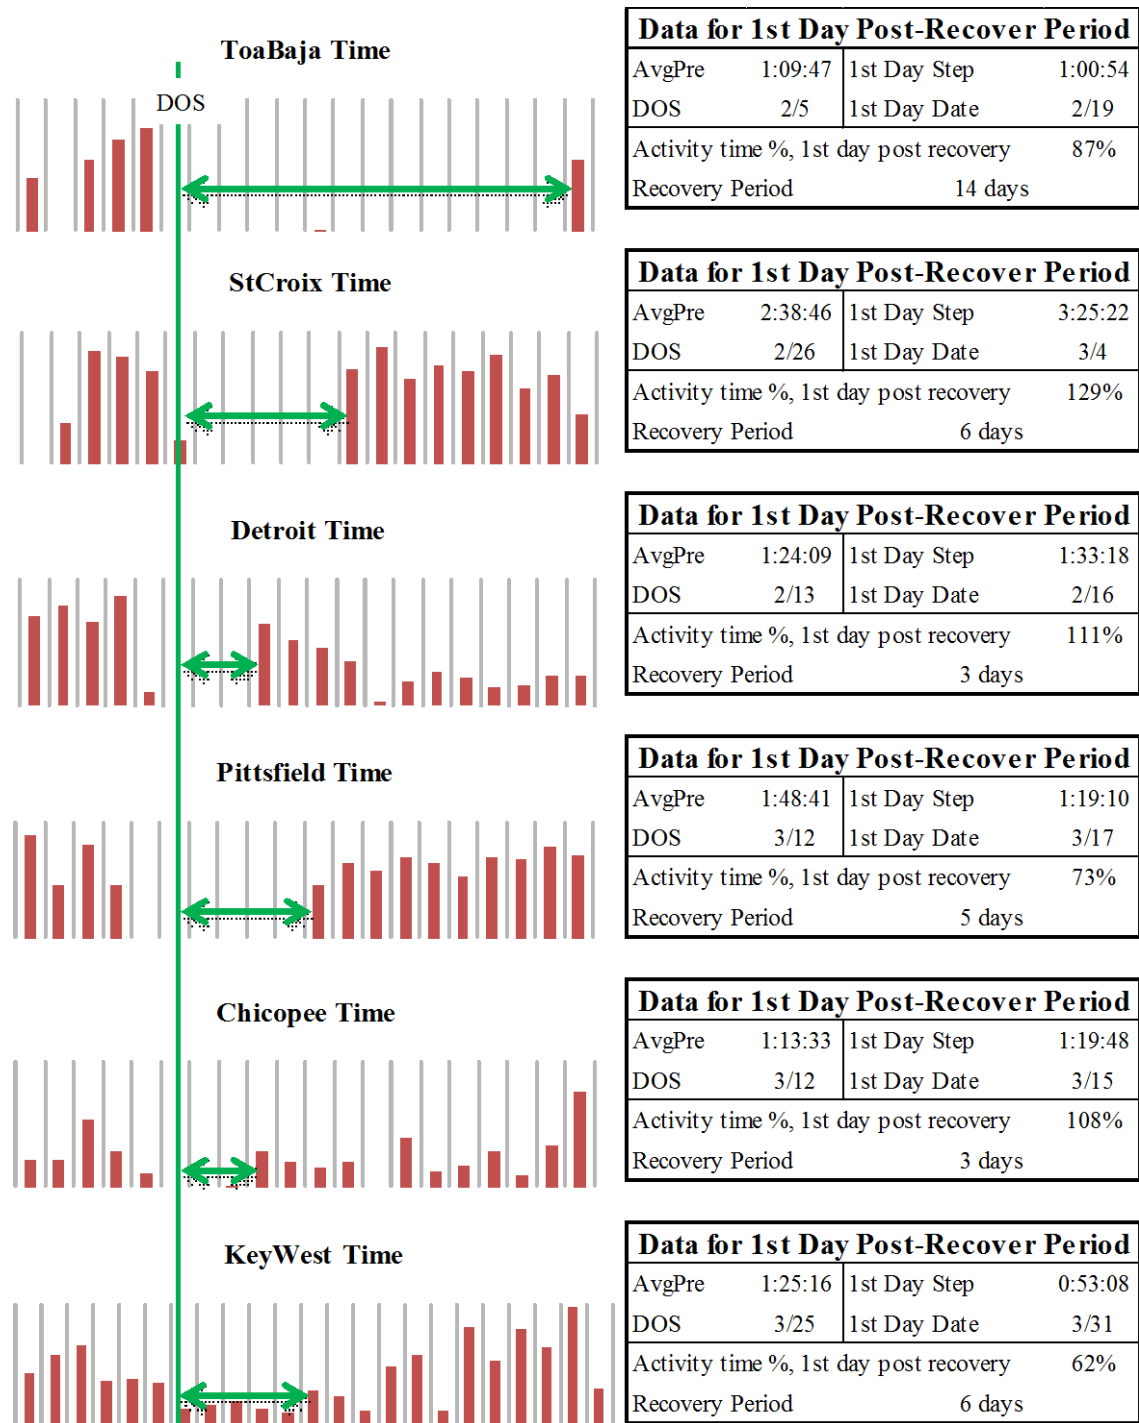 ToaBaja Time
DOS
Data for 1st Day Post-Recover Period
AvgPre 1:09:47 1st Day Step 1:00:54
DOS 2/5 1st Day Date 2/19
Activity time %, 1st day post recovery 87%
Recovery Period 14 days
StCroix Time
Data for 1st Day Post-Recover Period
AvgPre 2:38:46 1st Day Step 3:25:22
DOS 2/26 1st Day Date 3/4
Activity time %, 1st day post recovery 129%
Recovery Period 6 days
Detroit Time
Data for 1st Day Post-Recover Period
AvgPre 1:24:09 1st Day Step 1:33:18
DOS 2/13 1st Day Date 2/16
Activity time %, 1st day post recovery 111%
Recovery Period 3 days
Pittsfield Time
Data for 1st Day Post-Recover Period
AvgPre 1:48:41 1st Day Step 1:19:10
DOS 3/12 1st Day Date 3/17
Activity time %, 1st day post recovery 73%
Recovery Period 5 days
Chicopee Time
Data for 1st Day Post-Recover Period
AvgPre 1:13:33 1st Day Step 1:19:48
DOS 3/12 1st Day Date 3/15
Activity time %, 1st day post recovery 108%
Recovery Period 3 days
KeyWest Time
Data for 1st Day Post-Recover Period
AvgPre 1:25:16 1st Day Step 0:53:08
DOS 3/25 1st Day Date 3/31
Activity time %, 1st day post recovery 62%
Recovery Period 6 days